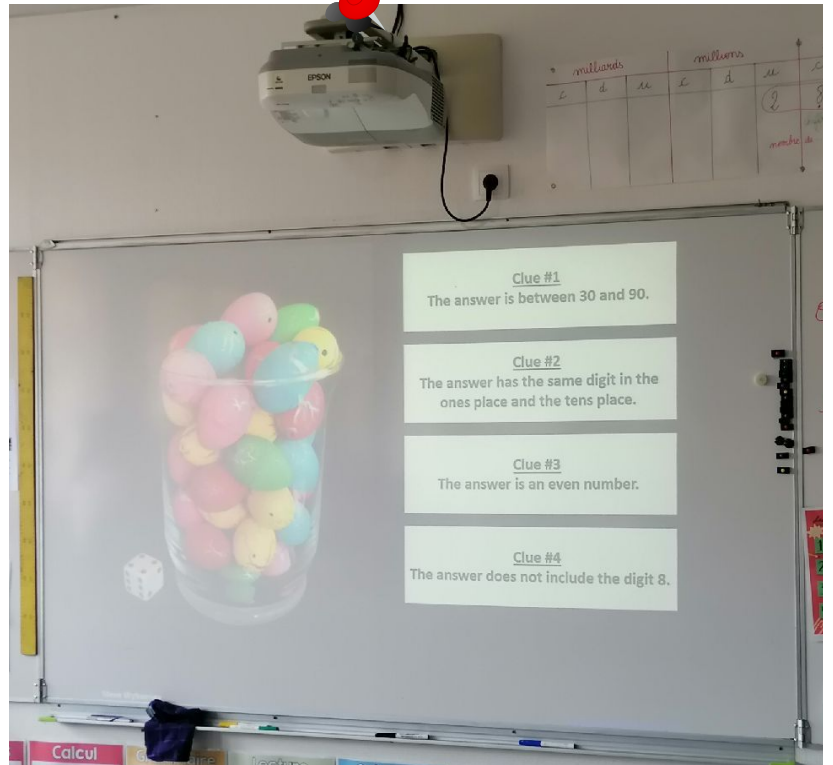 EPSON
milliards millions
c d u c d u c
2 8
nombre de
Clue #1
The answer is between 30 and 90.
Clue #2
The answer has the same digit in the
ones place and the tens place.
Clue #3
The answer is an even number.
Clue #4
The answer does not include the digit 8.
Calcul